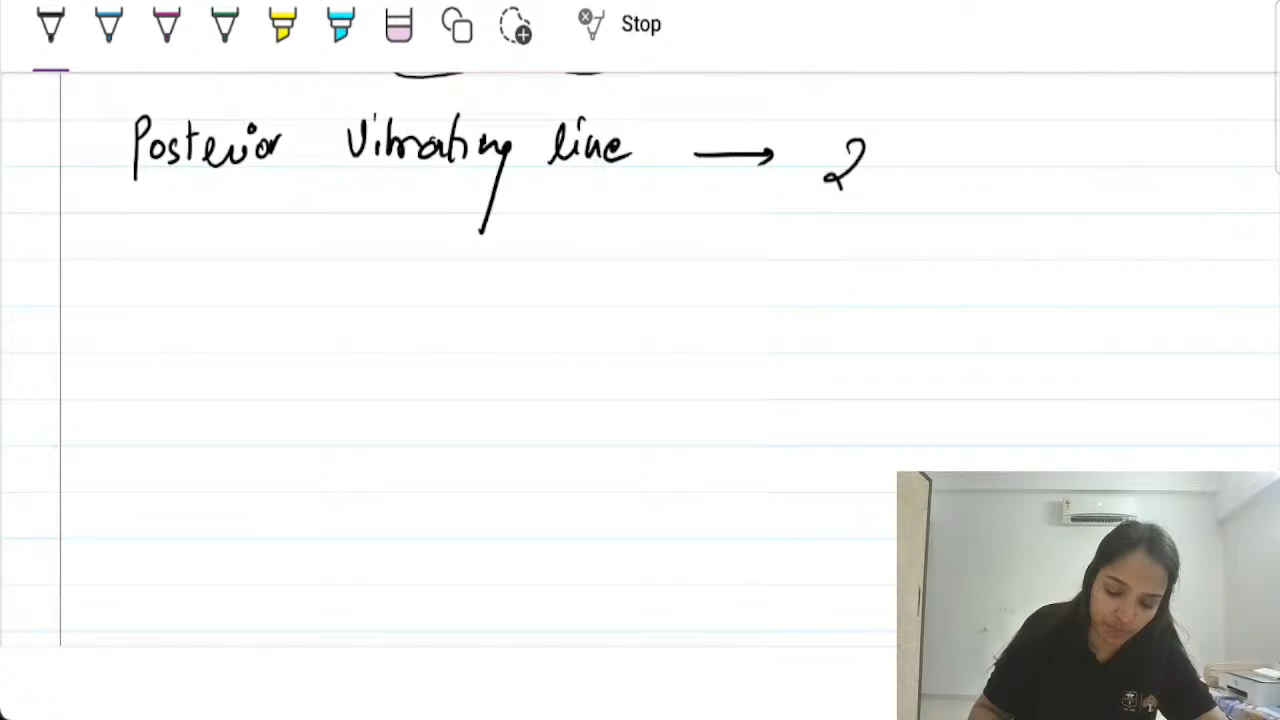 Stop
Posterior Vibrating line → 2